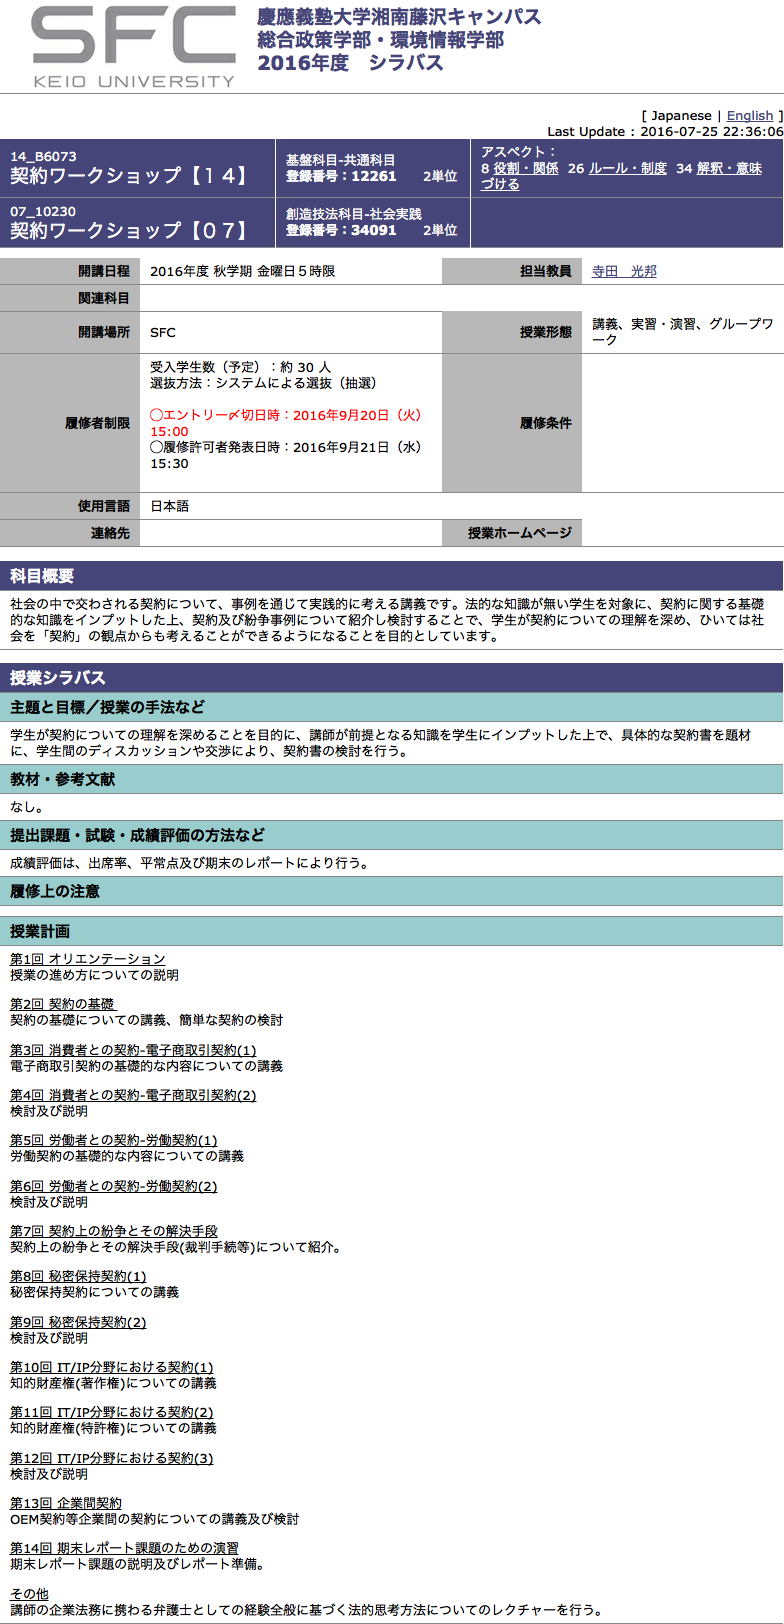 SFC
KEIO UNIVERSITY
慶應義塾大学湘南藤沢キャンパス
総合政策学部・環境情報学部
2016年度　シラバス
[ Japanese | English ]
Last Update : 2016-07-25 22:36:06
14_B6073
契約ワークショップ【１４】
基盤科目-共通科目
登録番号：12261　2単位
アスペクト：
8 役割・関係  26 ルール・制度  34 解釈・意味
づける
07_10230
契約ワークショップ【０７】
創造技法科目-社会実践
登録番号：34091　2単位
開講日程
2016年度 秋学期 金曜日５時限
担当教員
寺田　光邦
関連科目
開講場所
SFC
授業形態
講義、実習・演習、グループワ
ーク
履修者制限
受入学生数（予定）：約 30 人
選抜方法：システムによる選抜（抽選）
◯エントリー〆切日時：2016年9月20日（火）
15:00
◯履修許可者発表日時：2016年9月21日（水）
15:30
履修条件
使用言語
日本語
連絡先
授業ホームページ
科目概要
社会の中で交わされる契約について、事例を通じて実践的に考える講義です。法的な知識が無い学生を対象に、契約に関する基礎
的な知識をインプットした上、契約及び紛争事例について紹介し検討することで、学生が契約についての理解を深め、ひいては社
会を「契約」の観点からも考えることができるようになることを目的としています。
授業シラバス
主題と目標／授業の手法など
学生が契約についての理解を深めることを目的に、講師が前提となる知識を学生にインプットした上で、具体的な契約書を題材
に、学生間のディスカッションや交渉により、契約書の検討を行う。
教材・参考文献
なし。
提出課題・試験・成績評価の方法など
成績評価は、出席率、平常点及び期末のレポートにより行う。
履修上の注意
授業計画
第1回 オリエンテーション
授業の進め方についての説明
第2回 契約の基礎
契約の基礎についての講義、簡単な契約の検討
第3回 消費者との契約-電子商取引契約(1)
電子商取引契約の基礎的な内容についての講義
第4回 消費者との契約-電子商取引契約(2)
検討及び説明
第5回 労働者との契約-労働契約(1)
労働契約の基礎的な内容についての講義
第6回 労働者との契約-労働契約(2)
検討及び説明
第7回 契約上の紛争とその解決手段
契約上の紛争とその解決手段(裁判手続等)について紹介。
第8回 秘密保持契約(1)
秘密保持契約についての講義
第9回 秘密保持契約(2)
検討及び説明
第10回 IT/IP分野における契約(1)
知的財産権(著作権)についての講義
第11回 IT/IP分野における契約(2)
知的財産権(特許権)についての講義
第12回 IT/IP分野における契約(3)
検討及び説明
第13回 企業間契約
OEM契約等企業間の契約についての講義及び検討
第14回 期末レポート課題のための演習
期末レポート課題の説明及びレポート準備。
その他
講師の企業法務に携わる弁護士としての経験全般に基づく法的思考方法についてのレクチャーを行う。